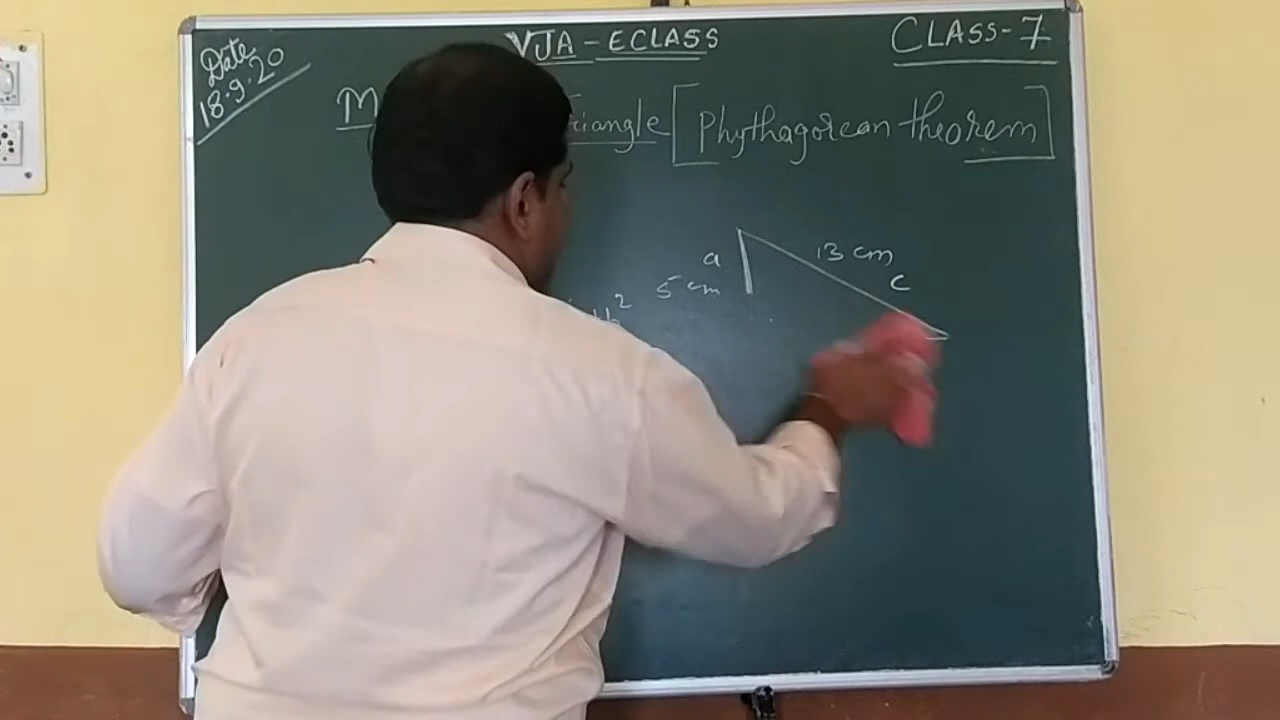 Date
18.9.20
VJA-ECLASS
CLASS-7
Triangle [Phythagorean theorem]
a
13 cm
5 cm
c